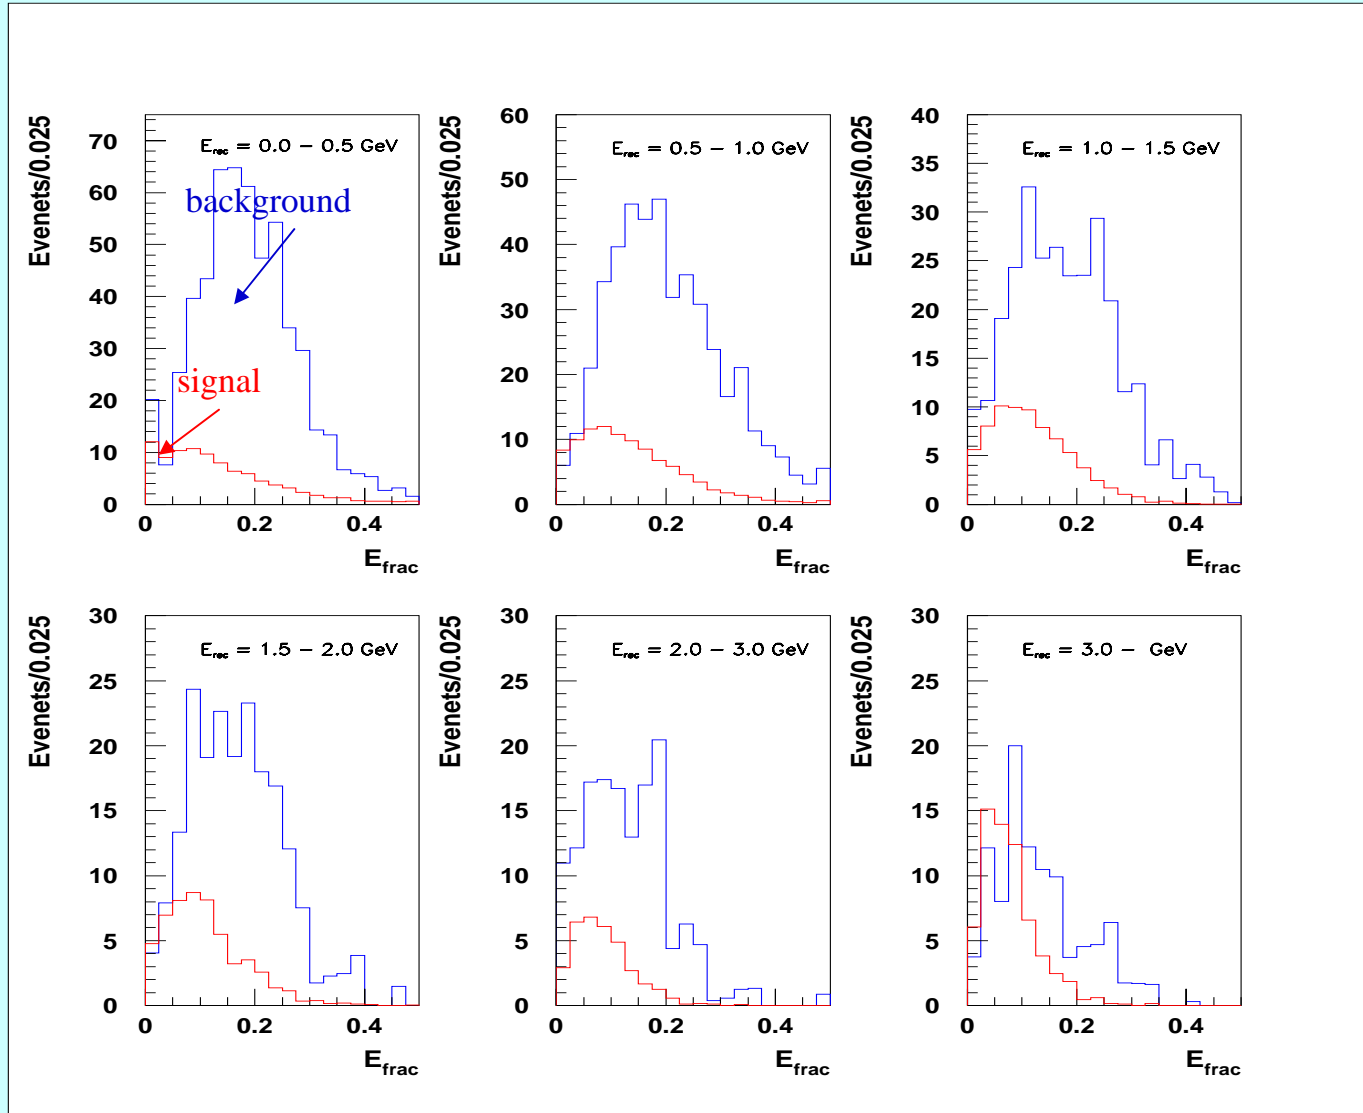 Evenets/0.025
70
60
50
40
30
20
10
0
E_rec = 0.0 – 0.5 GeV
background
signal
0 0.2 0.4
E_frac
Evenets/0.025
60
50
40
30
20
10
0
E_rec = 0.5 – 1.0 GeV
0 0.2 0.4
E_frac
Evenets/0.025
40
35
30
25
20
15
10
5
0
E_rec = 1.0 – 1.5 GeV
0 0.2 0.4
E_frac
Evenets/0.025
30
25
20
15
10
5
0
E_rec = 1.5 – 2.0 GeV
0 0.2 0.4
E_frac
Evenets/0.025
30
25
20
15
10
5
0
E_rec = 2.0 – 3.0 GeV
0 0.2 0.4
E_frac
Evenets/0.025
30
25
20
15
10
5
0
E_rec = 3.0 – GeV
0 0.2 0.4
E_frac